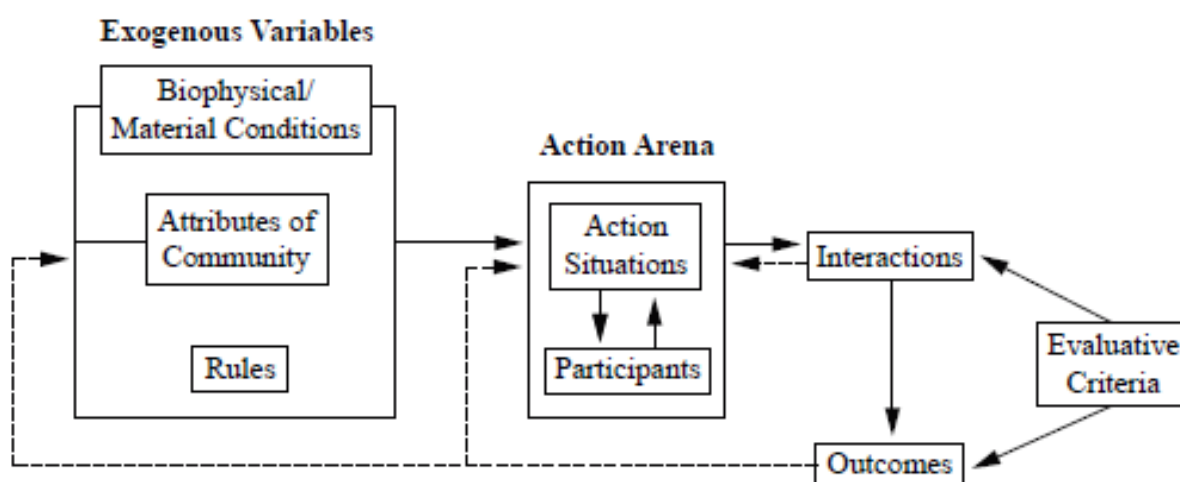 Exogenous Variables
Biophysical/
Material Conditions
Attributes of
Community
Rules
Action Arena
Action
Situations
Participants
Interactions
Outcomes
Evaluative
Criteria